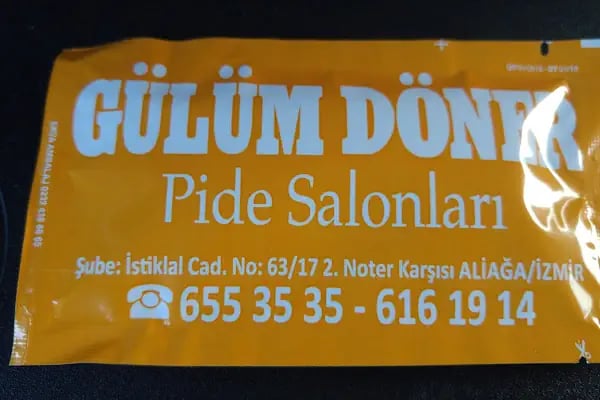 GÜLÜM DÖNER
Pide Salonları
Şube: İstiklal Cad. No: 63/17 2. Noter Karşısı ALİAĞA/İZMİR
655 35 35 - 616 19 14